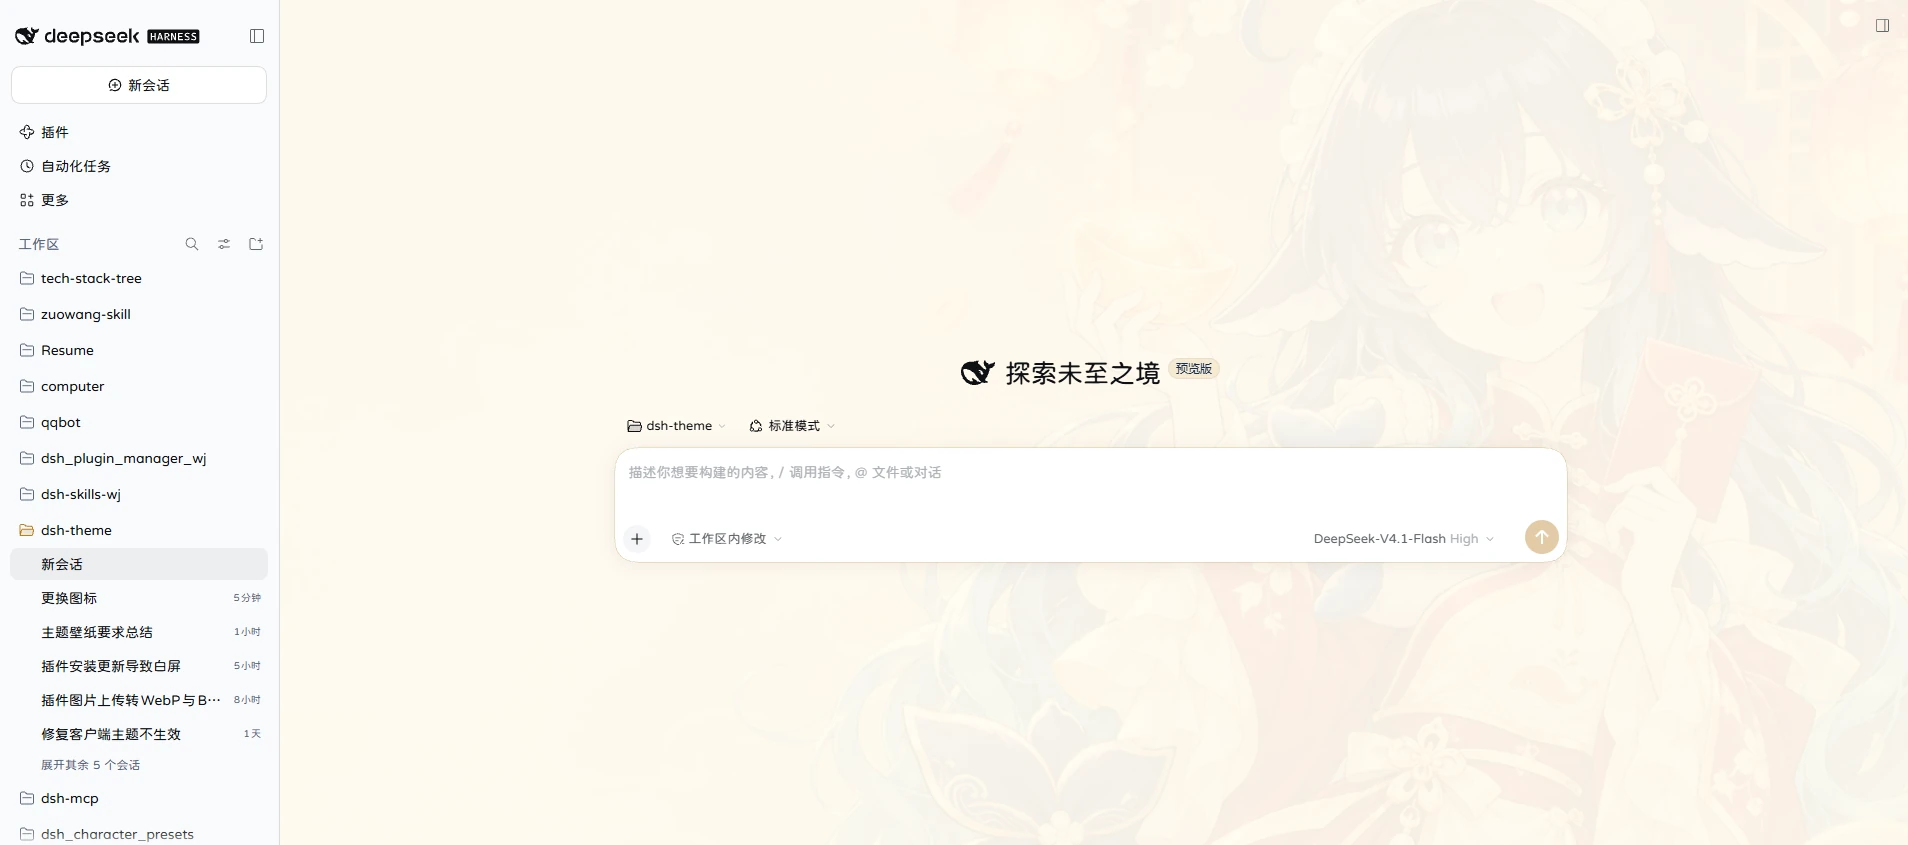 deepseek HARNESS
新会话
插件
自动化任务
更多
工作区
tech-stack-tree
zuowang-skill
Resume
computer
qqbot
dsh_plugin_manager_wj
dsh-skills-wj
dsh-theme
新会话
更换图标 5分钟
主题壁纸要求总结 1小时
插件安装更新导致白屏 5小时
插件图片上传转WebP与B… 8小时
修复客户端主题不生效 1天
展开其余 5 个会话
dsh-mcp
dsh_character_presets
探索未至之境 预览版
dsh-theme 标准模式
描述你想要构建的内容, / 调用指令, @ 文件或对话
工作区内修改 DeepSeek-V4.1-Flash High